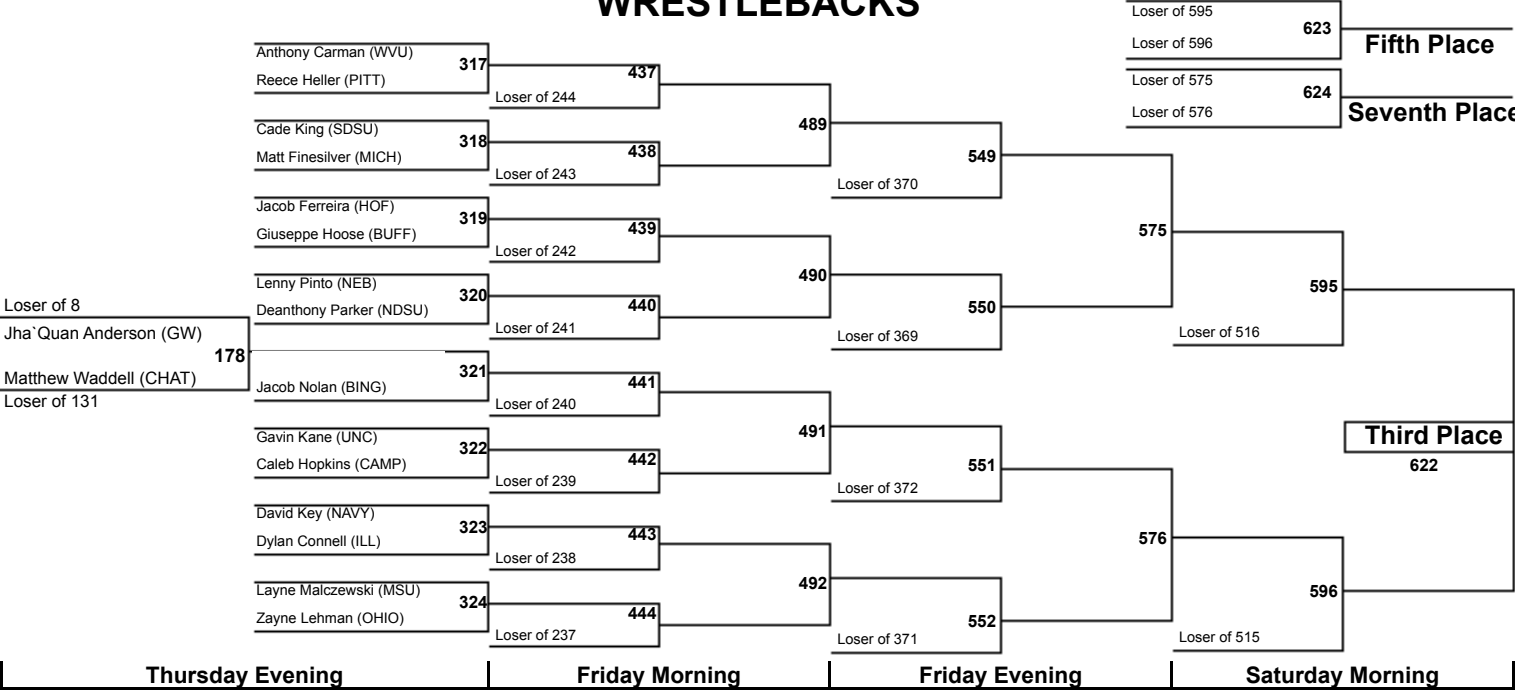 WRESTLEBACKS
Loser of 595
623
Loser of 596
Fifth Place
Loser of 575
624
Loser of 576
Seventh Place
Loser of 8
Jha`Quan Anderson (GW)
178
Matthew Waddell (CHAT)
Loser of 131
Anthony Carman (WVU)
317
Reece Heller (PITT)
Cade King (SDSU)
318
Matt Finesilver (MICH)
Jacob Ferreira (HOF)
319
Giuseppe Hoose (BUFF)
Lenny Pinto (NEB)
320
Deanthony Parker (NDSU)
321
Jacob Nolan (BING)
Gavin Kane (UNC)
322
Caleb Hopkins (CAMP)
David Key (NAVY)
323
Dylan Connell (ILL)
Layne Malczewski (MSU)
324
Zayne Lehman (OHIO)
437
Loser of 244
438
Loser of 243
439
Loser of 242
440
Loser of 241
441
Loser of 240
442
Loser of 239
443
Loser of 238
444
Loser of 237
489
490
491
492
549
Loser of 370
550
Loser of 369
551
Loser of 372
552
Loser of 371
575
576
595
Loser of 516
596
Loser of 515
Third Place
622
Thursday Evening
Friday Morning
Friday Evening
Saturday Morning